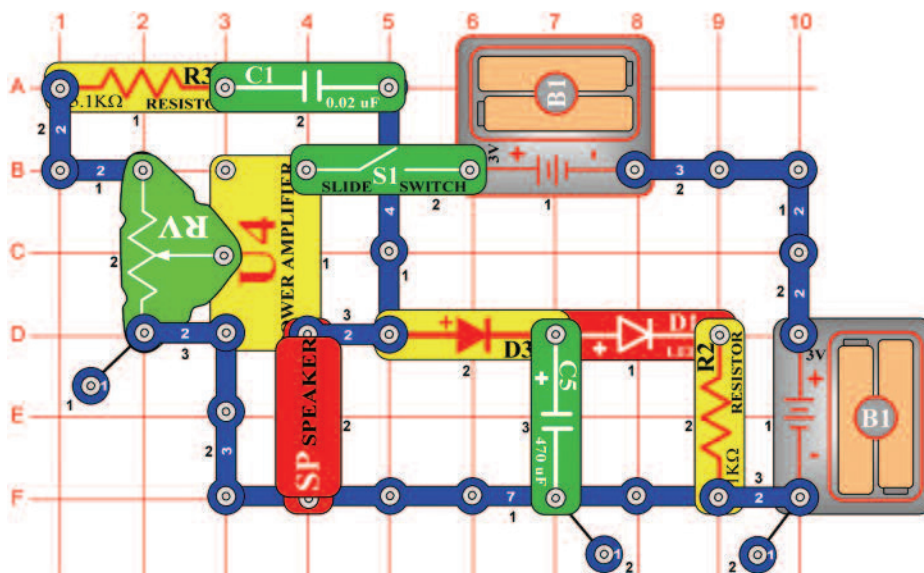 1 2 3 4 5 6 7 8 9 10
A
R3
C1
5.1KΩ
RESISTOR
0.02 uF
2
2
1
2
B1
3V
+ -
B
2
1
S1
SLIDE SWITCH
2
1
3
2
1
2
RV
2
U4
POWER AMPLIFIER
1
4
1
C
2
2
D
2
3
3
2
+
D3
2
D1
+
LED
1
R2
RESISTOR
1KΩ
2
3V
+
-
B1
1
1
1
SP SPEAKER
2
C5
+
470 uF
3
E
3
2
F
7
1
3
2
1
2
1
2